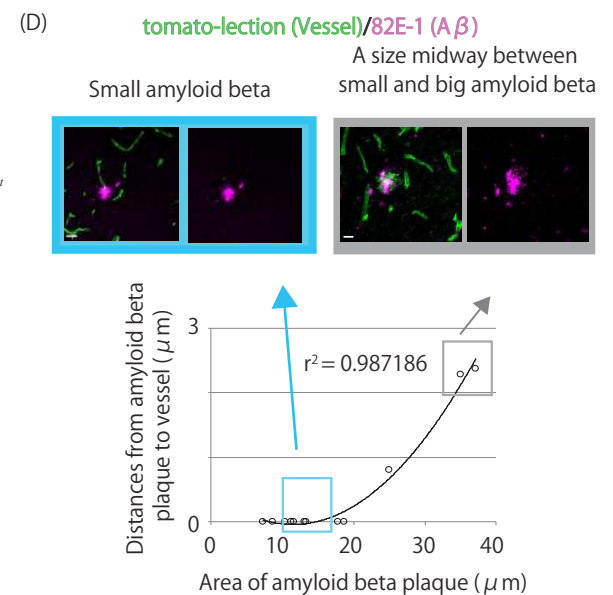 (D)
tomato-lection (Vessel)/82E-1 (Aβ)
Small amyloid beta
A size midway between
small and big amyloid beta
t
Distances from amyloid beta
plaque to vessel (μm)
3
r² = 0.987186
0
0 10 20 30 40
Area of amyloid beta plaque (μm)